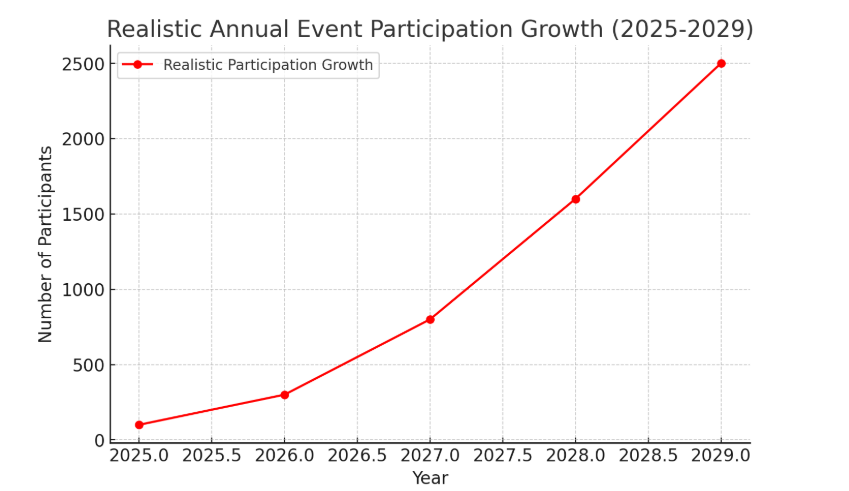 Realistic Annual Event Participation Growth (2025-2029)
Realistic Participation Growth
Number of Participants
2500
2000
1500
1000
500
0
2025.0 2025.5 2026.0 2026.5 2027.0 2027.5 2028.0 2028.5 2029.0
Year